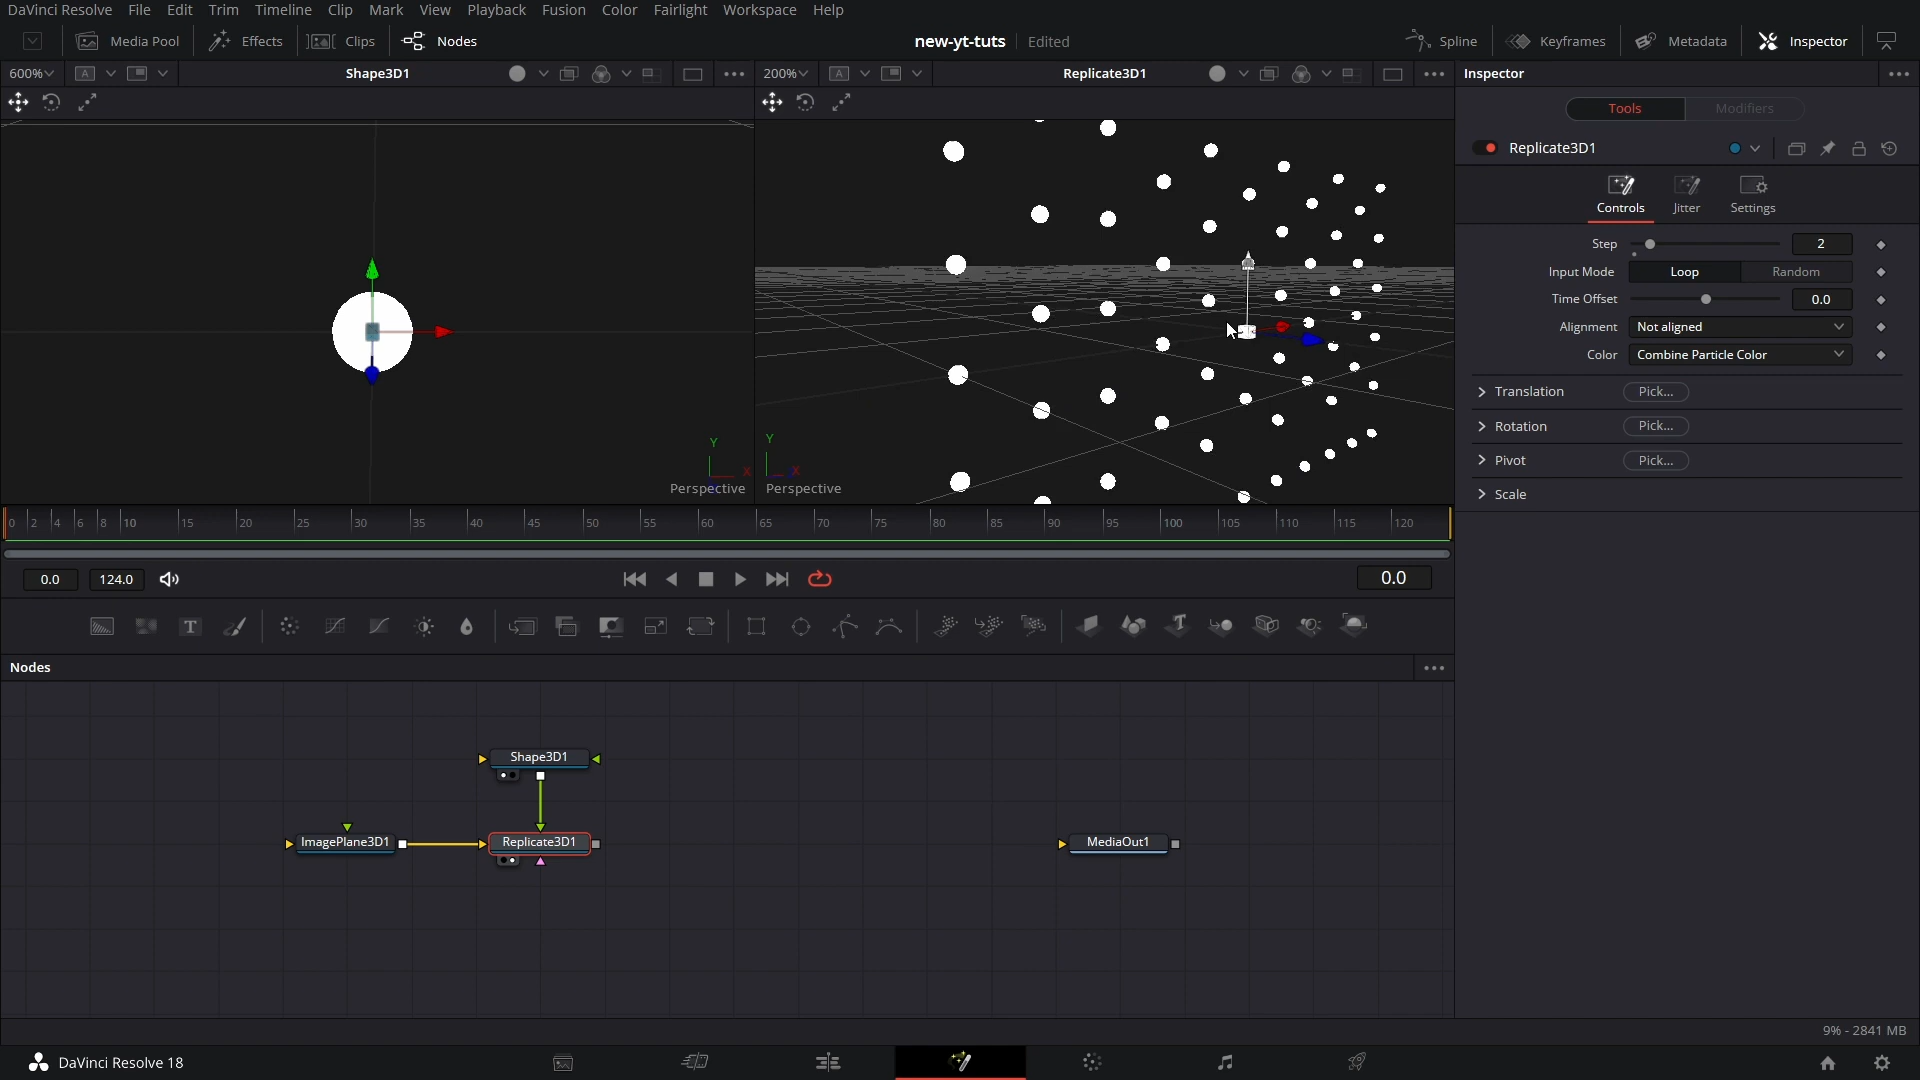 DaVinci Resolve File Edit Trim Timeline Clip Mark View Playback Fusion Color Fairlight Workspace Help
Media Pool Effects Clips Nodes new-yt-tuts Edited Spline Keyframes Metadata Inspector
600% A Shape3D1 200% A Replicate3D1 Inspector
Tools Modifiers
Replicate3D1
Controls Jitter Settings
Step 2
Input Mode Loop Random
Time Offset 0.0
Alignment Not aligned
Color Combine Particle Color
Translation Pick...
Rotation Pick...
Pivot Pick...
Scale
Y X Perspective
Y X Perspective
0 2 4 6 8 10 15 20 25 30 35 40 45 50 55 60 65 70 75 80 85 90 95 100 105 110 115 120
0.0 124.0 0.0
T T
Nodes
Shape3D1
ImagePlane3D1 Replicate3D1 MediaOut1
9% - 2841 MB
DaVinci Resolve 18